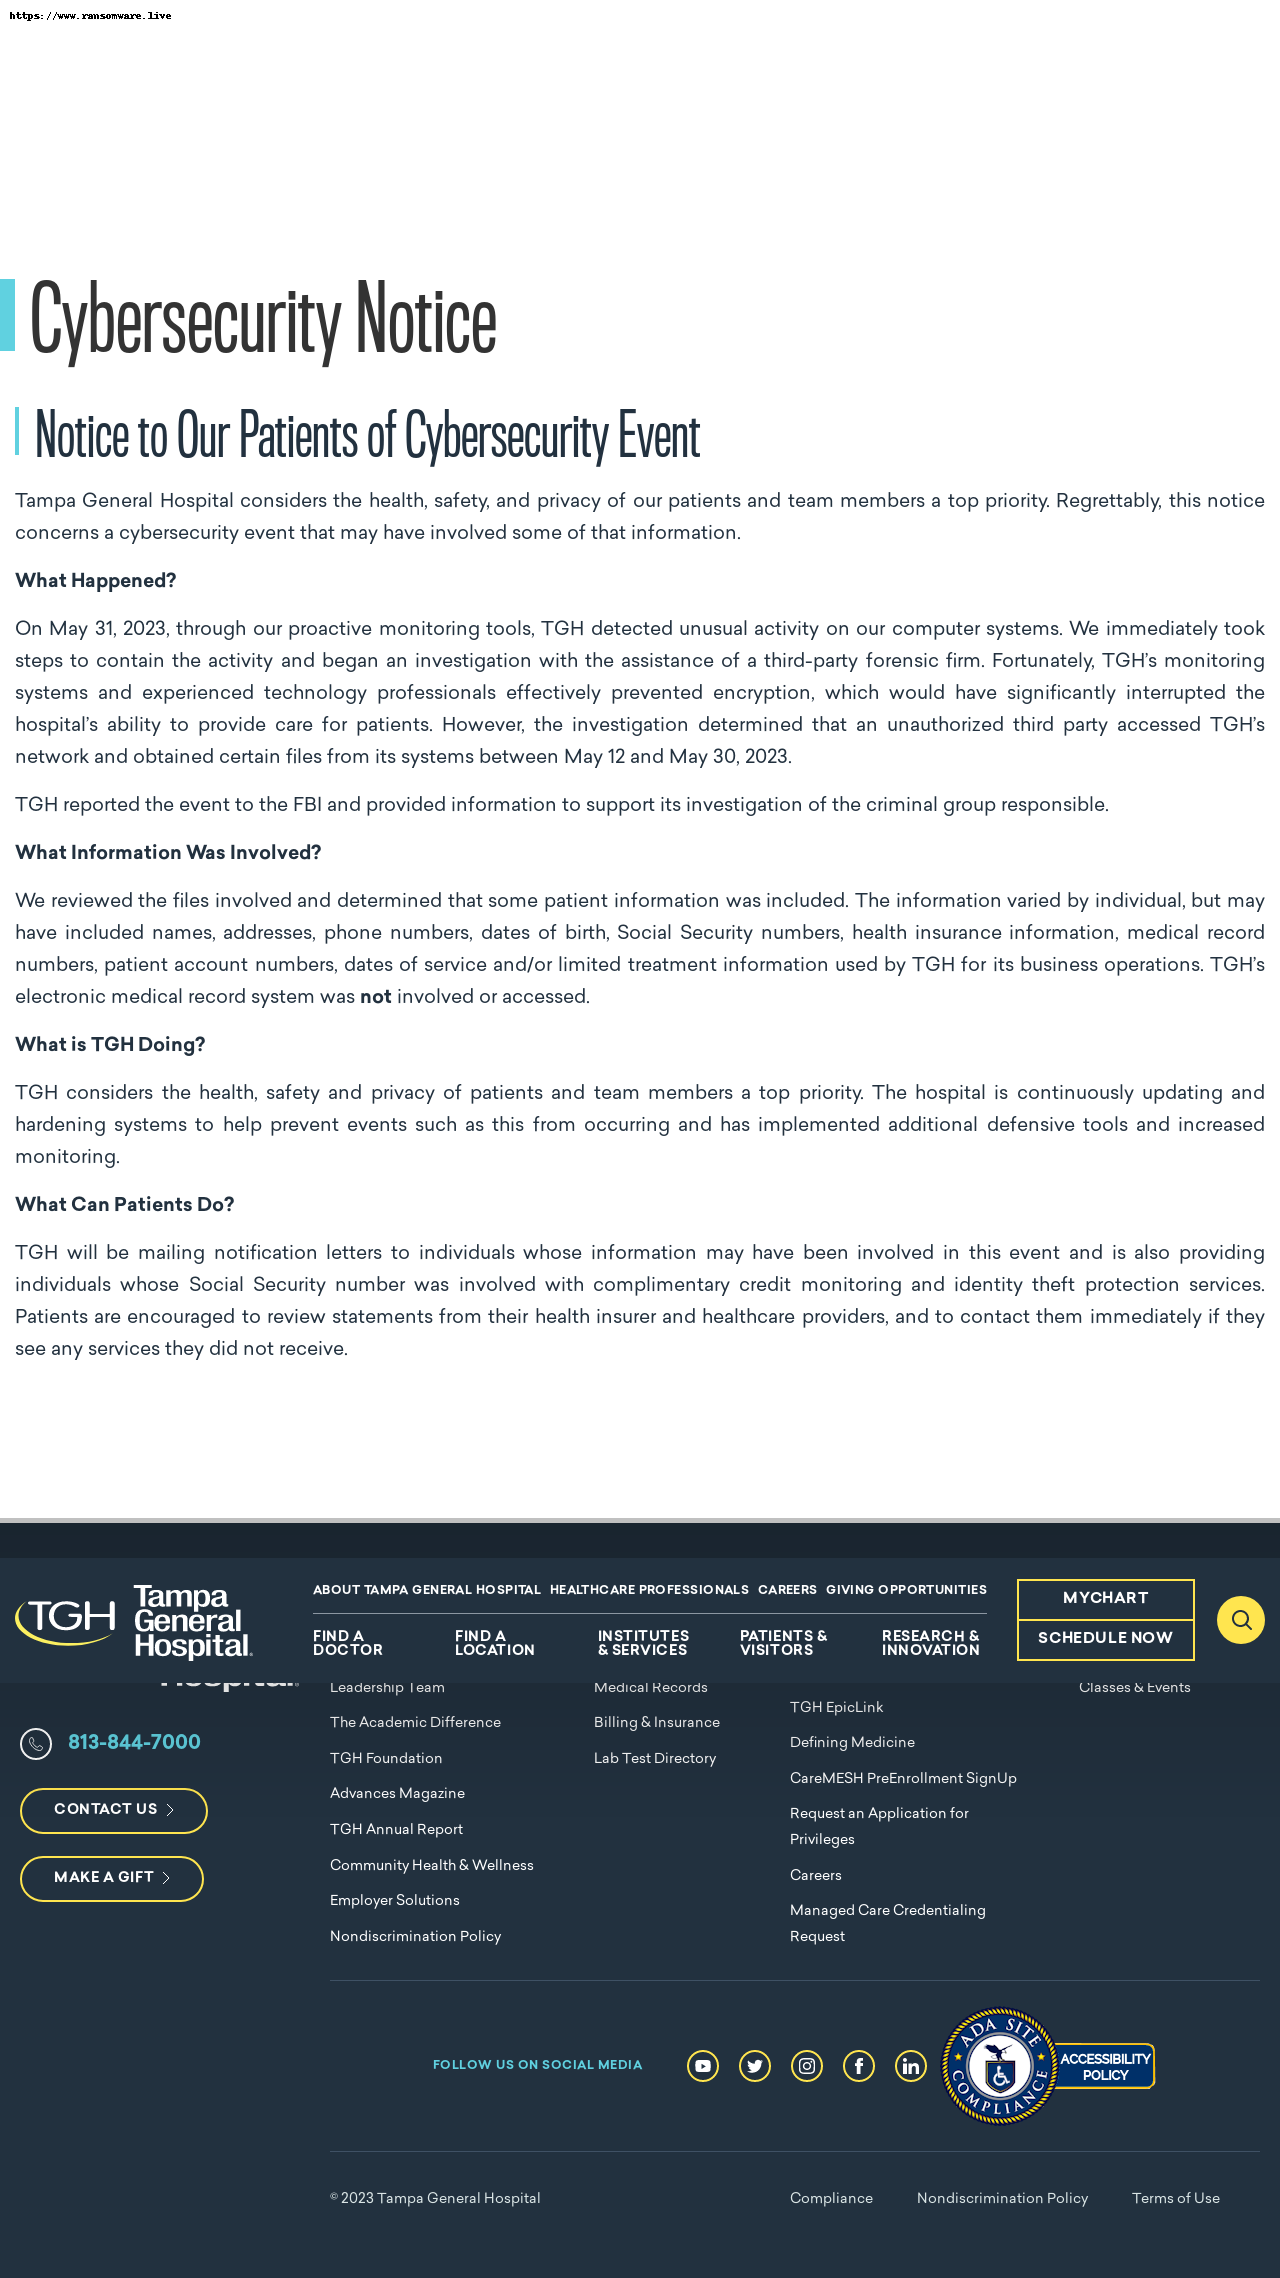 https://www.ransomware.live
Cybersecurity Notice
Notice to Our Patients of Cybersecurity Event
Tampa General Hospital considers the health, safety, and privacy of our patients and team members a top priority. Regrettably, this notice
concerns a cybersecurity event that may have involved some of that information.
What Happened?
On May 31, 2023, through our proactive monitoring tools, TGH detected unusual activity on our computer systems. We immediately took
steps to contain the activity and began an investigation with the assistance of a third-party forensic firm. Fortunately, TGH’s monitoring
systems and experienced technology professionals effectively prevented encryption, which would have significantly interrupted the
hospital’s ability to provide care for patients. However, the investigation determined that an unauthorized third party accessed TGH’s
network and obtained certain files from its systems between May 12 and May 30, 2023.
TGH reported the event to the FBI and provided information to support its investigation of the criminal group responsible.
What Information Was Involved?
We reviewed the files involved and determined that some patient information was included. The information varied by individual, but may
have included names, addresses, phone numbers, dates of birth, Social Security numbers, health insurance information, medical record
numbers, patient account numbers, dates of service and/or limited treatment information used by TGH for its business operations. TGH’s
electronic medical record system was not involved or accessed.
What is TGH Doing?
TGH considers the health, safety and privacy of patients and team members a top priority. The hospital is continuously updating and
hardening systems to help prevent events such as this from occurring and has implemented additional defensive tools and increased
monitoring.
What Can Patients Do?
TGH will be mailing notification letters to individuals whose information may have been involved in this event and is also providing
individuals whose Social Security number was involved with complimentary credit monitoring and identity theft protection services.
Patients are encouraged to review statements from their health insurer and healthcare providers, and to contact them immediately if they
see any services they did not receive.
TGH
Tampa
General
Hospital®
ABOUT TAMPA GENERAL HOSPITAL HEALTHCARE PROFESSIONALS CAREERS GIVING OPPORTUNITIES
FIND A
DOCTOR
FIND A
LOCATION
INSTITUTES
& SERVICES
PATIENTS &
VISITORS
RESEARCH &
INNOVATION
MYCHART
SCHEDULE NOW
Hospital®
813-844-7000
CONTACT US
MAKE A GIFT
Leadership Team
The Academic Difference
TGH Foundation
Advances Magazine
TGH Annual Report
Community Health & Wellness
Employer Solutions
Nondiscrimination Policy
Medical Records
Billing & Insurance
Lab Test Directory
TGH EpicLink
Defining Medicine
CareMESH PreEnrollment SignUp
Request an Application for
Privileges
Careers
Managed Care Credentialing
Request
Classes & Events
FOLLOW US ON SOCIAL MEDIA
ADA SITE
COMPLIANCE
ACCESSIBILITY
POLICY
© 2023 Tampa General Hospital
Compliance
Nondiscrimination Policy
Terms of Use